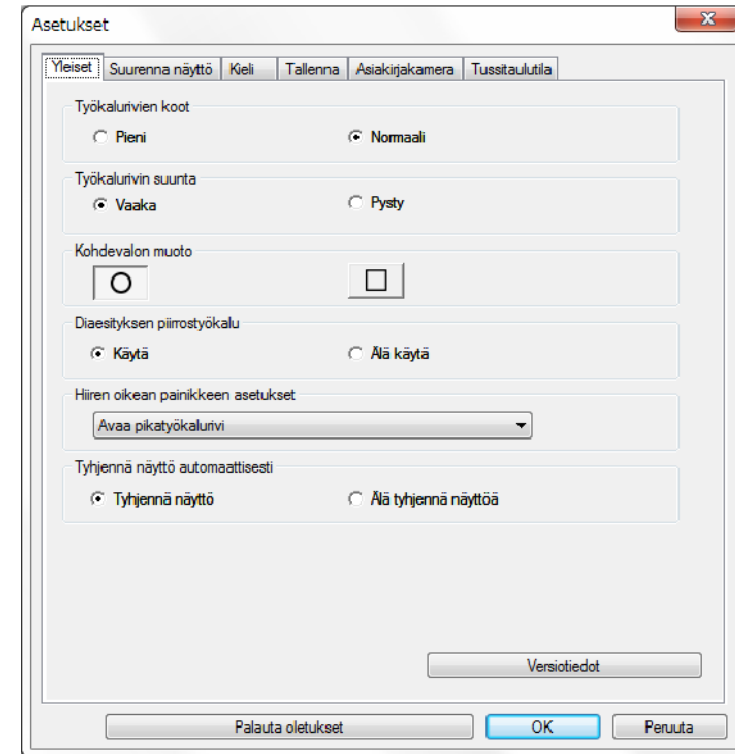 Asetukset
Yleiset Suurenna näyttö Kieli Tallenna Asiakirjakamera Tussitaulutila
Työkalurivien koot
Pieni Normaali
Työkalurivin suunta
Vaaka Pysty
Kohdevalon muoto
Diaesityksen piirrostyökalu
Käytä Älä käytä
Hiiren oikean painikkeen asetukset
Avaa pikatyökalurivi
Tyhjennä näyttö automaattisesti
Tyhjennä näyttö Älä tyhjennä näyttöä
Versiotiedot
Palauta oletukset OK Peruuta